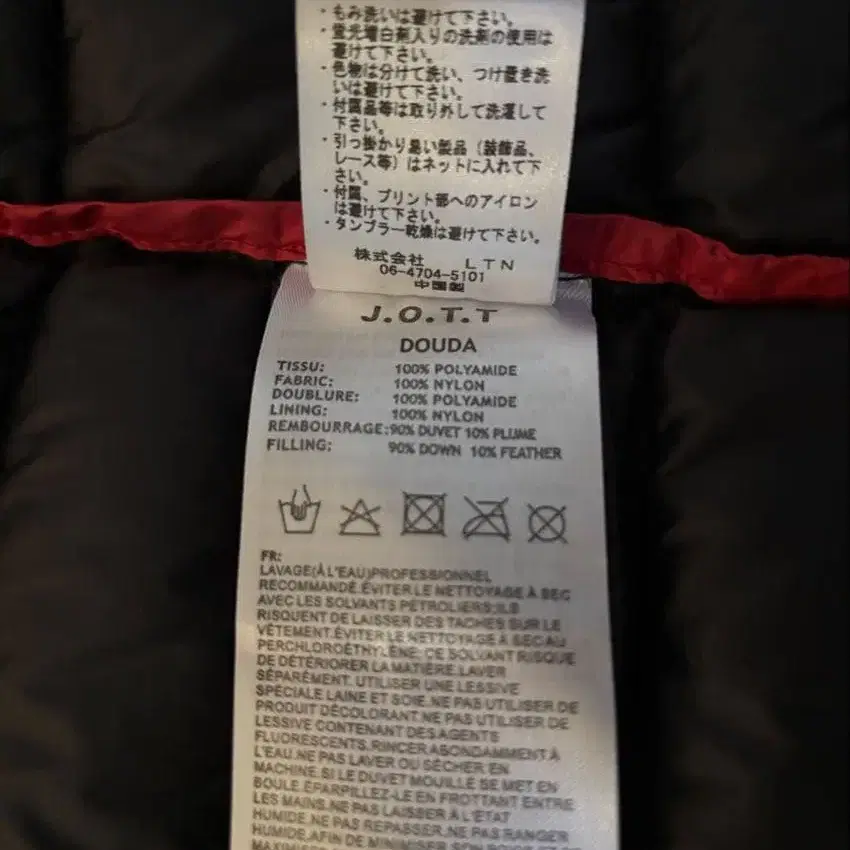 ・もみ洗いは避けて下さい。
・蛍光増白剤入りの洗剤の使用は
避けて下さい。
・色物は分けて洗い、つけ置き洗
いは避けて下さい。
・付属品等は取り外して洗濯して
下さい。
・引っ掛かり易い製品（装飾品、
レース等）はネットに入れて下
さい。
・付属、プリント部へのアイロン
は避けて下さい。
・タンブラー乾燥は避けて下さい。
株式会社 LTN
06-4704-5101
中国製
J.O.T.T
DOUDA
TISSU: 100% POLYAMIDE
FABRIC: 100% NYLON
DOUBLURE: 100% POLYAMIDE
LINING: 100% NYLON
REMBOURRAGE:90% DUVET 10% PLUME
FILLING: 90% DOWN 10% FEATHER
FR:
LAVAGE(À L'EAU)PROFESSIONNEL
RECOMMANDÉ.ÉVITER LE NETTOYAGE À SEC
AVEC LES SOLVANTS PÉTROLIERS:ILS
RISQUENT DE LAISSER DES TACHES SUR LE
VÊTEMENT.ÉVITER LE NETTOYAGE À SEC AU
PERCHLOROÉTHYLÈNE: CE SOLVANT RISQUE
DE DÉTÉRIORER LA MATIÈRE.LAVER
SÉPARÉMENT. UTILISER UNE LESSIVE
SPÉCIALE LAINE ET SOIE.NE PAS UTILISER DE
PRODUIT DÉCOLORANT.NE PAS UTILISER DE
LESSIVE CONTENANT DES AGENTS
FLUORESCENTS.RINCER ABONDAMMENT À
L'EAU.NE PAS LAVER OU SÉCHER EN
MACHINE.SI LE DUVET MOUILLÉ SE MET EN
BOULE.ÉPARPILLEZ-LE EN FROTTANT ENTRE
LES MAINS.NE PAS LAISSER À L'ÉTAT
HUMIDE.NE PAS REPASSER.NE PAS RANGER
HUMIDE.AFIN DE MINIMISER SON